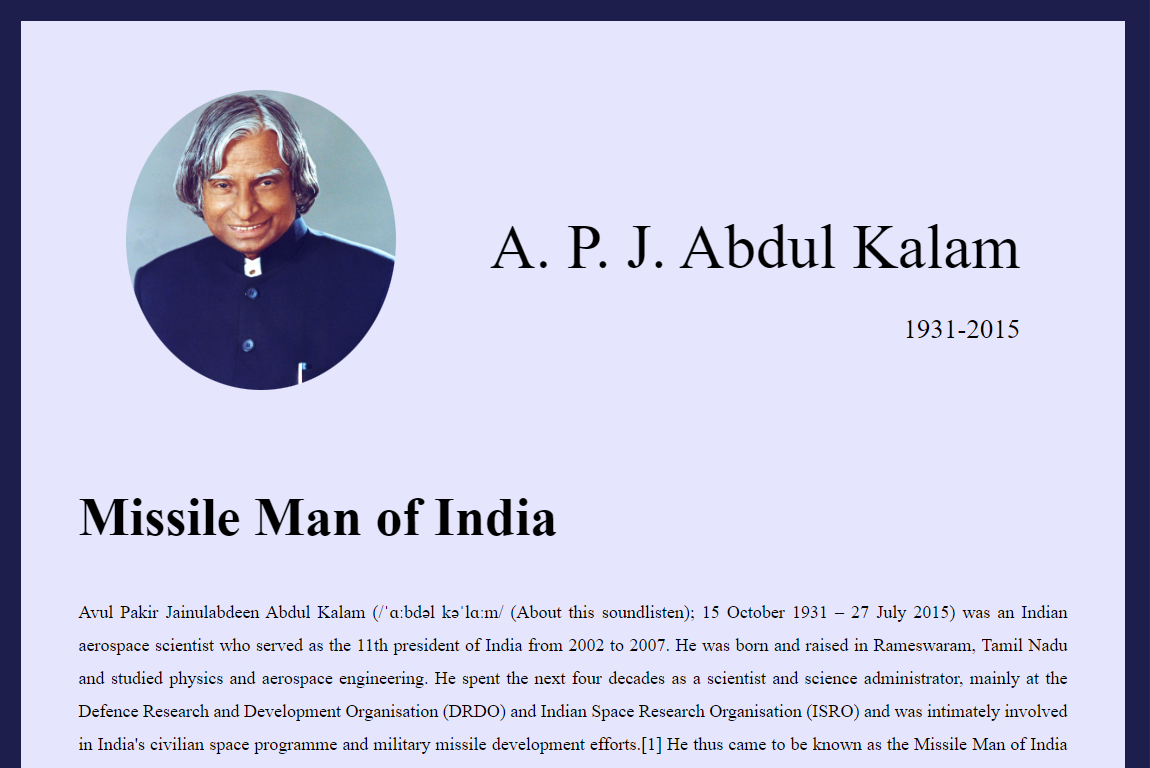 A. P. J. Abdul Kalam
1931-2015
Missile Man of India
Avul Pakir Jainulabdeen Abdul Kalam (/ˈɑːbdəl kəˈlɑːm/ (About this soundlisten); 15 October 1931 – 27 July 2015) was an Indian
aerospace scientist who served as the 11th president of India from 2002 to 2007. He was born and raised in Rameswaram, Tamil Nadu
and studied physics and aerospace engineering. He spent the next four decades as a scientist and science administrator, mainly at the
Defence Research and Development Organisation (DRDO) and Indian Space Research Organisation (ISRO) and was intimately involved
in India's civilian space programme and military missile development efforts.[1] He thus came to be known as the Missile Man of India